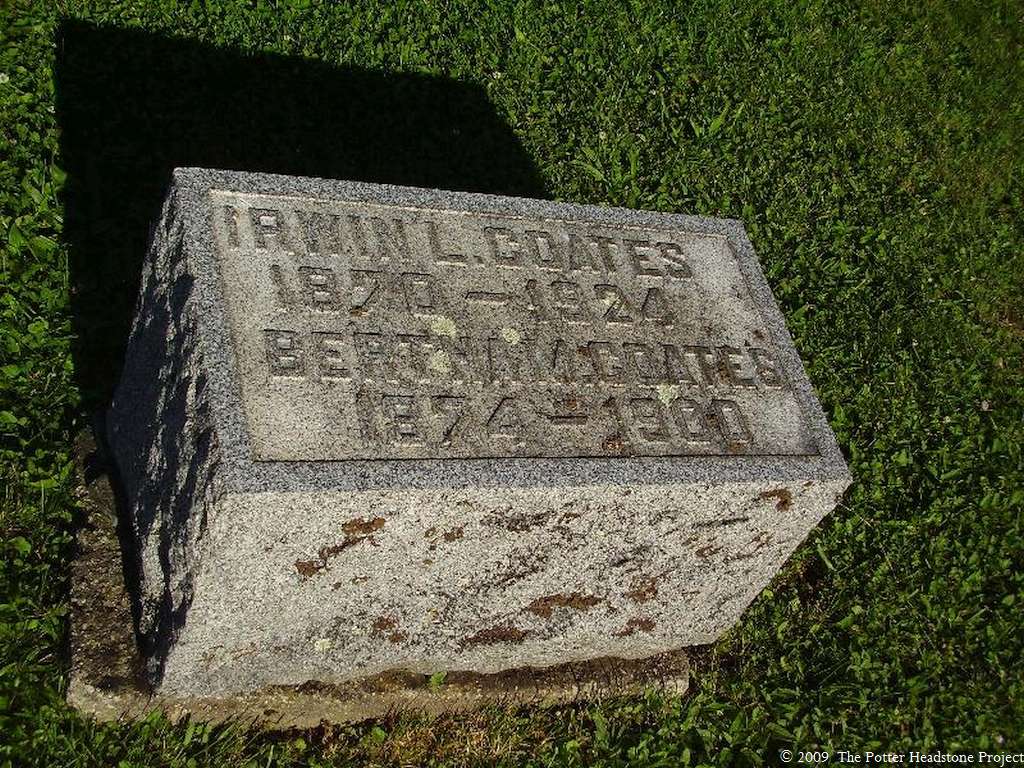 IRWIN L. COATES
1870 — 1924
BERTHA M. COATES
1874 — 1900
© 2009 The Potter Headstone Project